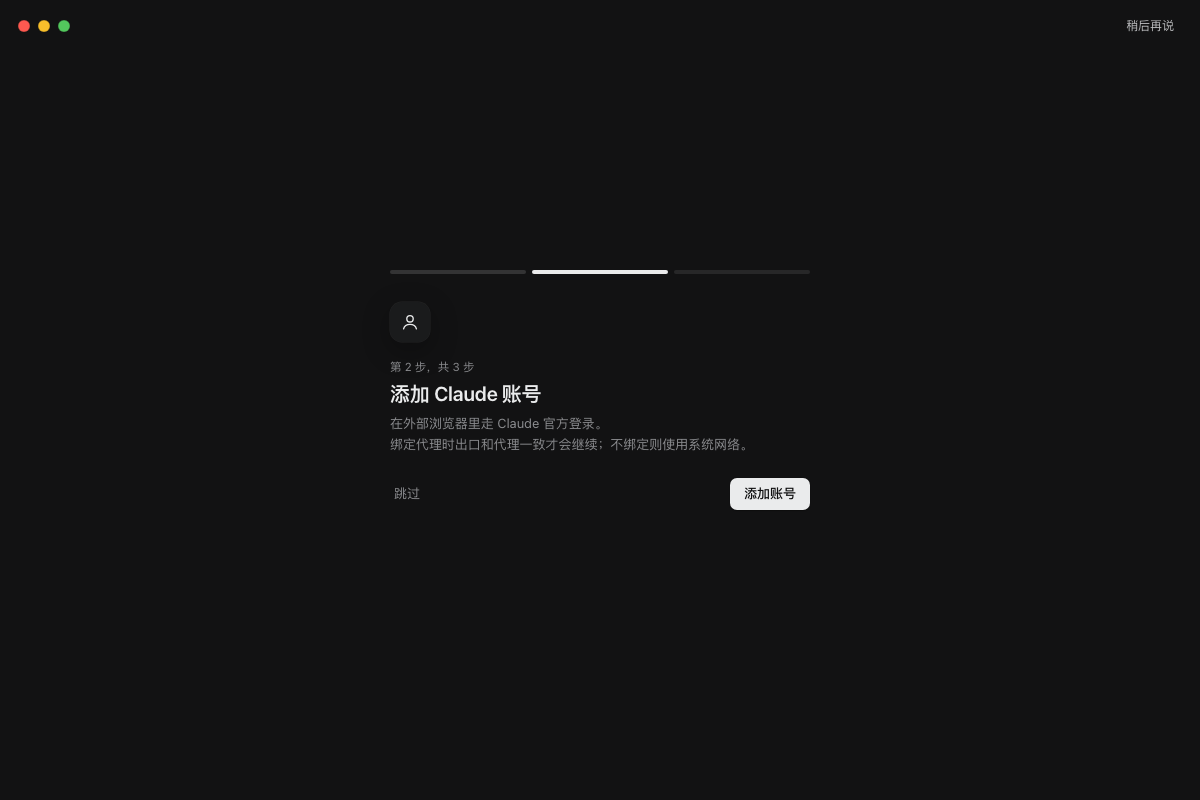 稍后再说
第 2 步，共 3 步
添加 Claude 账号
在外部浏览器里走 Claude 官方登录。
绑定代理时出口和代理一致才会继续；不绑定则使用系统网络。
跳过
添加账号